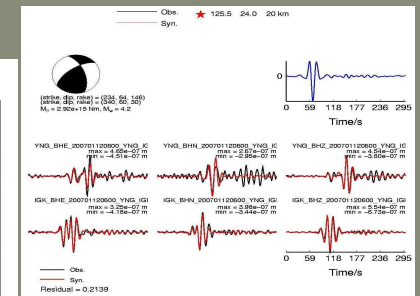 Obs.
Syn.
125.5 24.0 20 km
0
0 59 118 177 236 295
Time/s
(strike, dip, rake) = (234, 64, 146)
(strike, dip, rake) = (340, 60, 30)
M₀ = 2.92e+15 Nm, Mw = 4.2
YNG_BHE_200701120600_YNG_IG
max = 4.65e-07 m
min = -4.51e-07 m
YNG_BHN_200701120600_YNG_IG
max = 2.67e-07 m
min = -2.95e-07 m
YNG_BHZ_200701120600_YNG_IG
max = 4.54e-07 m
min = -3.80e-07 m
IGK_BHE_200701120600_IGK_IGI
max = 3.25e-07 m
min = -4.18e-07 m
IGK_BHN_200701120600_IGK_IGI
max = 3.98e-07 m
min = -3.44e-07 m
IGK_BHZ_200701120600_IGK_IGI
max = 5.54e-07 m
min = -6.73e-07 m
0 59 118 177 236 295
Time/s
Obs.
Syn.
Residual = 0.2139